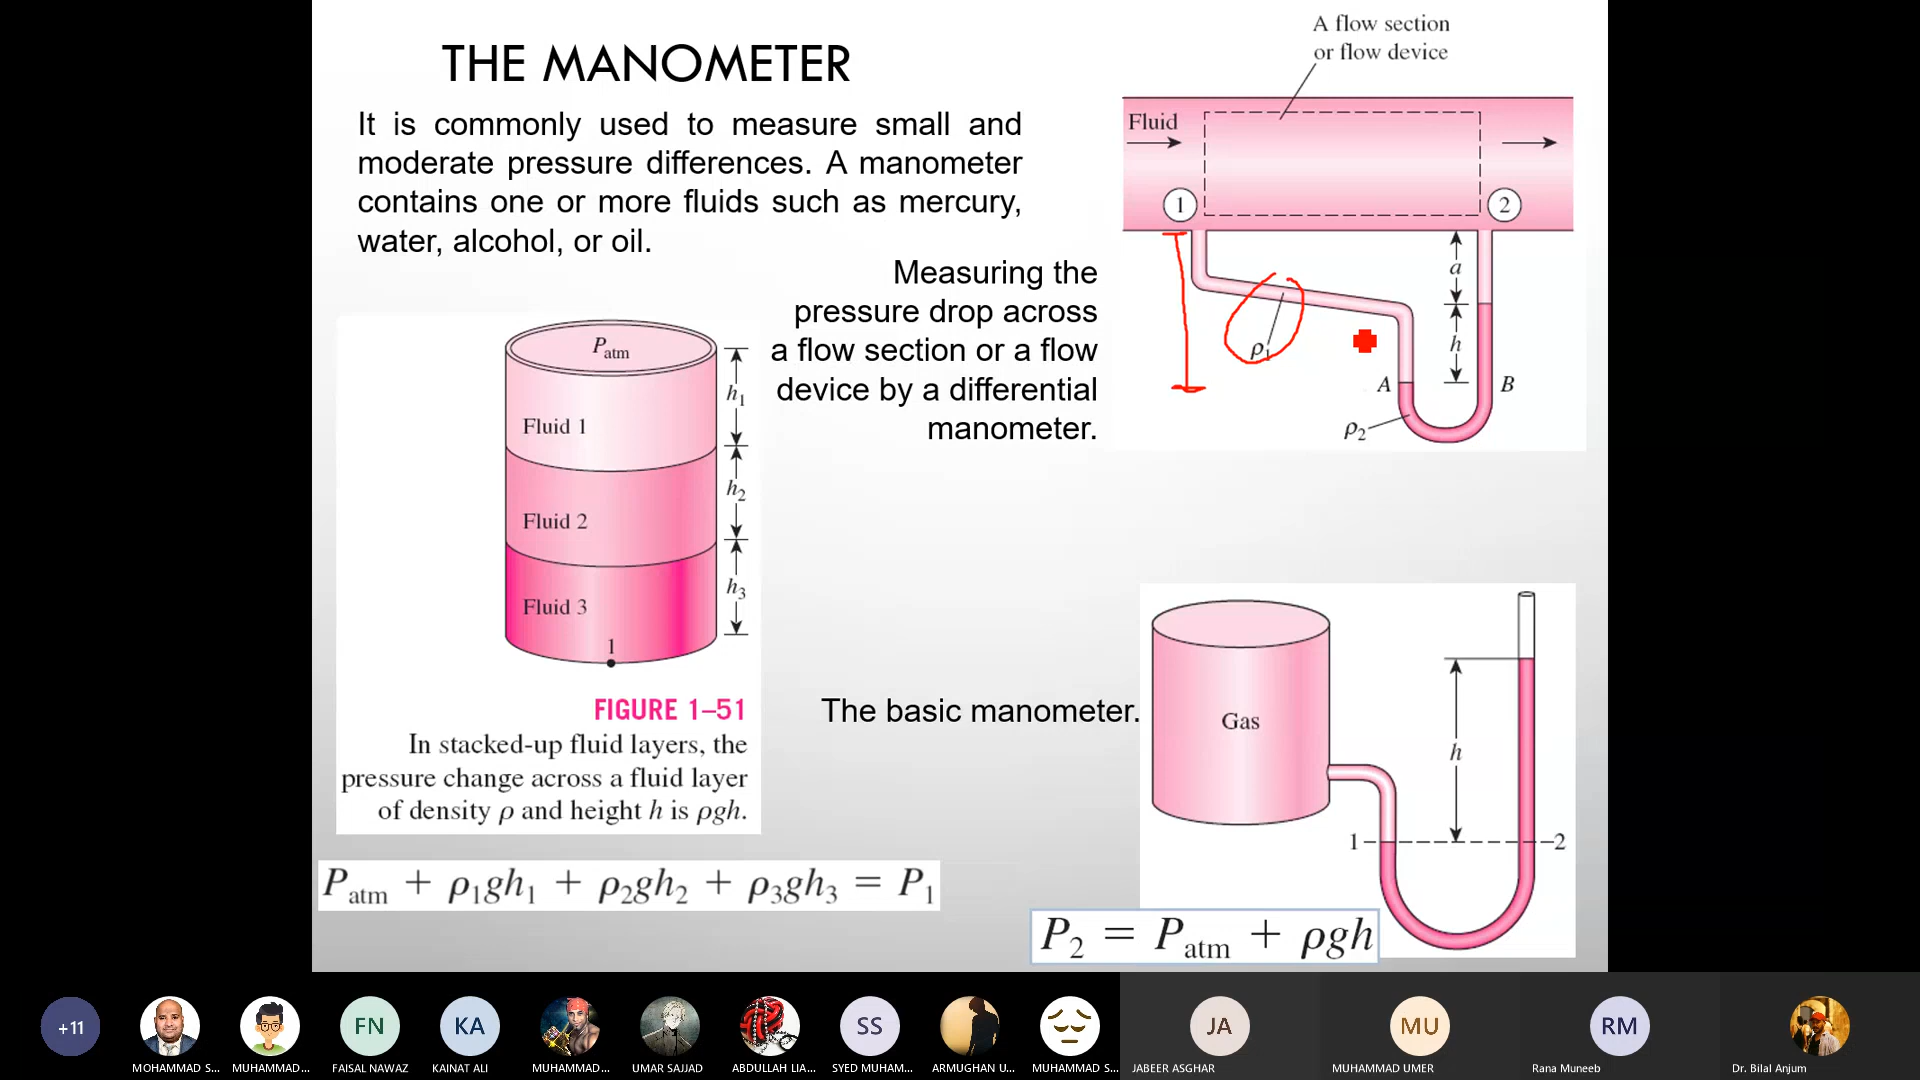 THE MANOMETER
It is commonly used to measure small and
moderate pressure differences. A manometer
contains one or more fluids such as mercury,
water, alcohol, or oil.
A flow section
or flow device
Fluid
1
2
a
h
ρ1
A
B
ρ2
Measuring the
pressure drop across
a flow section or a flow
device by a differential
manometer.
Patm
h1
Fluid 1
h2
Fluid 2
h3
Fluid 3
1
FIGURE 1–51
In stacked-up fluid layers, the
pressure change across a fluid layer
of density ρ and height h is ρgh.
Patm + ρ1gh1 + ρ2gh2 + ρ3gh3 = P1
The basic manometer.
Gas
h
1
2
P2 = Patm + ρgh
+11
FN
KA
SS
JA
MU
RM
MOHAMMAD S...
MUHAMMAD...
FAISAL NAWAZ
KAINAT ALI
MUHAMMAD...
UMAR SAJJAD
ABDULLAH LIA...
SYED MUHAM...
ARMUGHAN U...
MUHAMMAD S...
JABEER ASGHAR
MUHAMMAD UMER
Rana Muneeb
Dr. Bilal Anjum